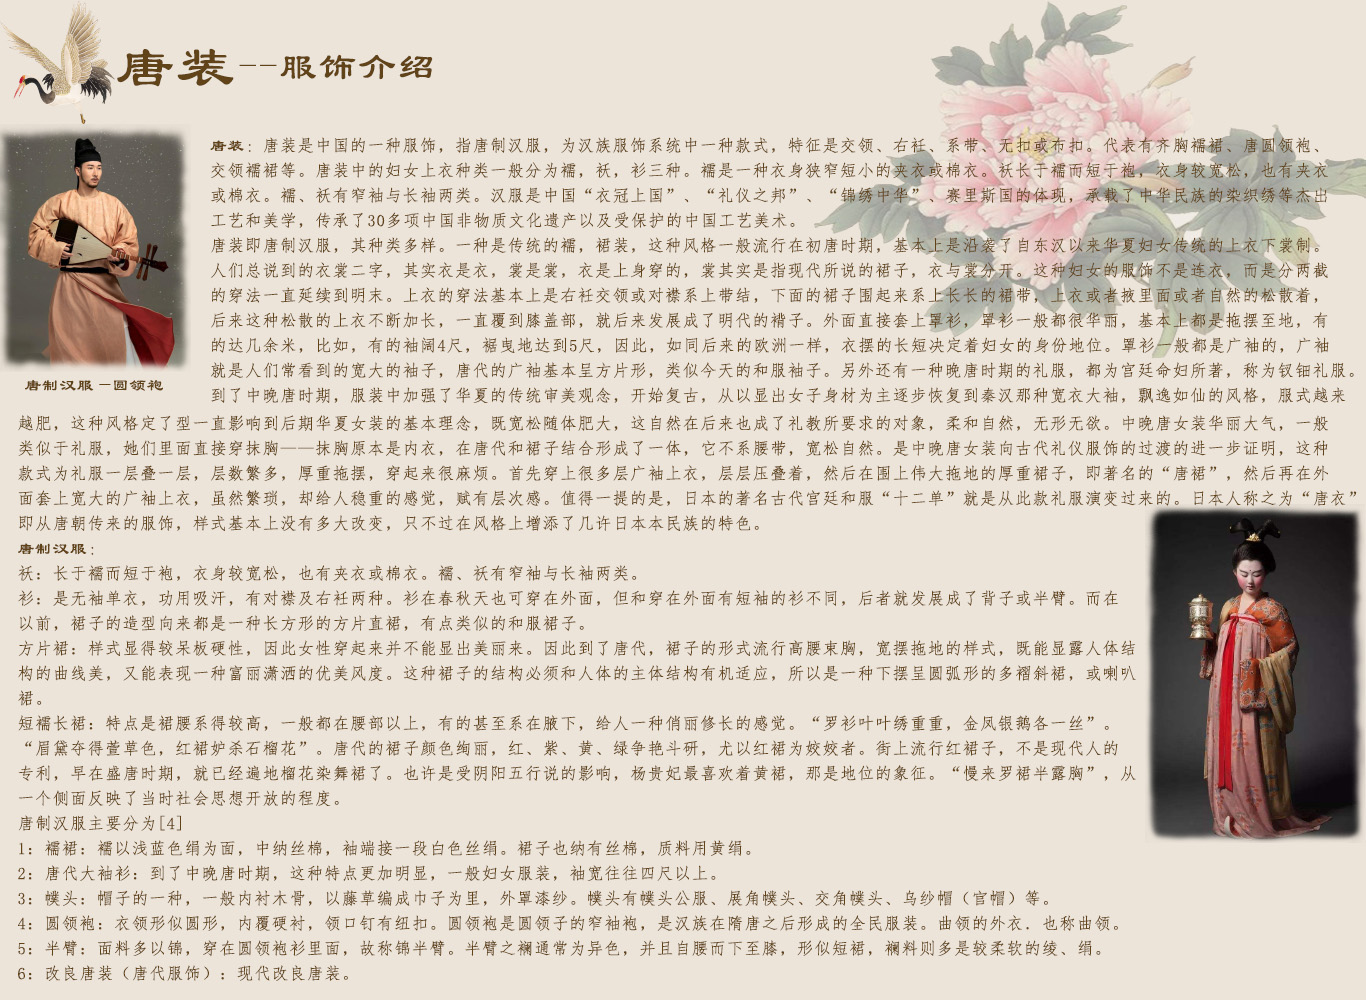 唐装--服饰介绍
唐装：唐装是中国的一种服饰，指唐制汉服，为汉族服饰系统中一种款式，特征是交领、右衽、系带、无扣或布扣。代表有齐胸襦裙、唐圆领袍、
交领襦裙等。唐装中的妇女上衣种类一般分为襦，袄，衫三种。襦是一种衣身狭窄短小的夹衣或棉衣。袄长于襦而短于袍，衣身较宽松，也有夹衣
或棉衣。襦、袄有窄袖与长袖两类。汉服是中国“衣冠上国”、“礼仪之邦”、“锦绣中华”、赛里斯国的体现，承载了中华民族的染织绣等杰出
工艺和美学，传承了30多项中国非物质文化遗产以及受保护的中国工艺美术。
唐装即唐制汉服，其种类多样。一种是传统的襦，裙装，这种风格一般流行在初唐时期，基本上是沿袭了自东汉以来华夏妇女传统的上衣下裳制。
人们总说到的衣裳二字，其实衣是衣，裳是裳，衣是上身穿的，裳其实是指现代所说的裙子，衣与裳分开。这种妇女的服饰不是连衣，而是分两截
的穿法一直延续到明末。上衣的穿法基本上是右衽交领或对襟系上带结，下面的裙子围起来系上长长的裙带，上衣或者掖里面或者自然的松散着，
后来这种松散的上衣不断加长，一直覆到膝盖部，就后来发展成了明代的褙子。外面直接套上罩衫，罩衫一般都很华丽，基本上都是拖摆至地，有
的达几余米，比如，有的袖阔4尺，裾曳地达到5尺，因此，如同后来的欧洲一样，衣摆的长短决定着妇女的身份地位。罩衫一般都是广袖的，广袖
就是人们常看到的宽大的袖子，唐代的广袖基本呈方片形，类似今天的和服袖子。另外还有一种晚唐时期的礼服，都为宫廷命妇所著，称为钗钿礼服。
唐制汉服-圆领袍
到了中晚唐时期，服装中加强了华夏的传统审美观念，开始复古，从以显出女子身材为主逐步恢复到秦汉那种宽衣大袖，飘逸如仙的风格，服式越来
越肥，这种风格定了型一直影响到后期华夏女装的基本理念，既宽松随体肥大，这自然在后来也成了礼教所要求的对象，柔和自然，无形无欲。中晚唐女装华丽大气，一般
类似于礼服，她们里面直接穿抹胸——抹胸原本是内衣，在唐代和裙子结合形成了一体，它不系腰带，宽松自然。是中晚唐女装向古代礼仪服饰的过渡的进一步证明，这种
款式为礼服一层叠一层，层数繁多，厚重拖摆，穿起来很麻烦。首先穿上很多层广袖上衣，层层压叠着，然后在围上伟大拖地的厚重裙子，即著名的“唐裙”，然后再在外
面套上宽大的广袖上衣，虽然繁琐，却给人稳重的感觉，赋有层次感。值得一提的是，日本的著名古代宫廷和服“十二单”就是从此款礼服演变过来的。日本人称之为“唐衣”
即从唐朝传来的服饰，样式基本上没有多大改变，只不过在风格上增添了几许日本本民族的特色。
唐制汉服：
袄：长于襦而短于袍，衣身较宽松，也有夹衣或棉衣。襦、袄有窄袖与长袖两类。
衫：是无袖单衣，功用吸汗，有对襟及右衽两种。衫在春秋天也可穿在外面，但和穿在外面有短袖的衫不同，后者就发展成了背子或半臂。而在
以前，裙子的造型向来都是一种长方形的方片直裙，有点类似的和服裙子。
方片裙：样式显得较呆板硬性，因此女性穿起来并不能显出美丽来。因此到了唐代，裙子的形式流行高腰束胸，宽摆拖地的样式，既能显露人体结
构的曲线美，又能表现一种富丽潇洒的优美风度。这种裙子的结构必须和人体的主体结构有机适应，所以是一种下摆呈圆弧形的多褶斜裙，或喇叭
裙。
短襦长裙：特点是裙腰系得较高，一般都在腰部以上，有的甚至系在腋下，给人一种俏丽修长的感觉。“罗衫叶叶绣重重，金凤银鹅各一丝”。
“眉黛夺得萱草色，红裙妒杀石榴花”。唐代的裙子颜色绚丽，红、紫、黄、绿争艳斗研，尤以红裙为姣姣者。街上流行红裙子，不是现代人的
专利，早在盛唐时期，就已经遍地榴花染舞裙了。也许是受阴阳五行说的影响，杨贵妃最喜欢着黄裙，那是地位的象征。“慢来罗裙半露胸”，从
一个侧面反映了当时社会思想开放的程度。
唐制汉服主要分为[4]
1：襦裙：襦以浅蓝色绢为面，中纳丝棉，袖端接一段白色丝绢。裙子也纳有丝棉，质料用黄绢。
2：唐代大袖衫：到了中晚唐时期，这种特点更加明显，一般妇女服装，袖宽往往四尺以上。
3：幞头：帽子的一种，一般内衬木骨，以藤草编成巾子为里，外罩漆纱。幞头有幞头公服、展角幞头、交角幞头、乌纱帽（官帽）等。
4：圆领袍：衣领形似圆形，内覆硬衬，领口钉有纽扣。圆领袍是圆领子的窄袖袍，是汉族在隋唐之后形成的全民服装。曲领的外衣．也称曲领。
5：半臂：面料多以锦，穿在圆领袍衫里面，故称锦半臂。半臂之襕通常为异色，并且自腰而下至膝，形似短裙，襕料则多是较柔软的绫、绢。
6：改良唐装（唐代服饰）：现代改良唐装。